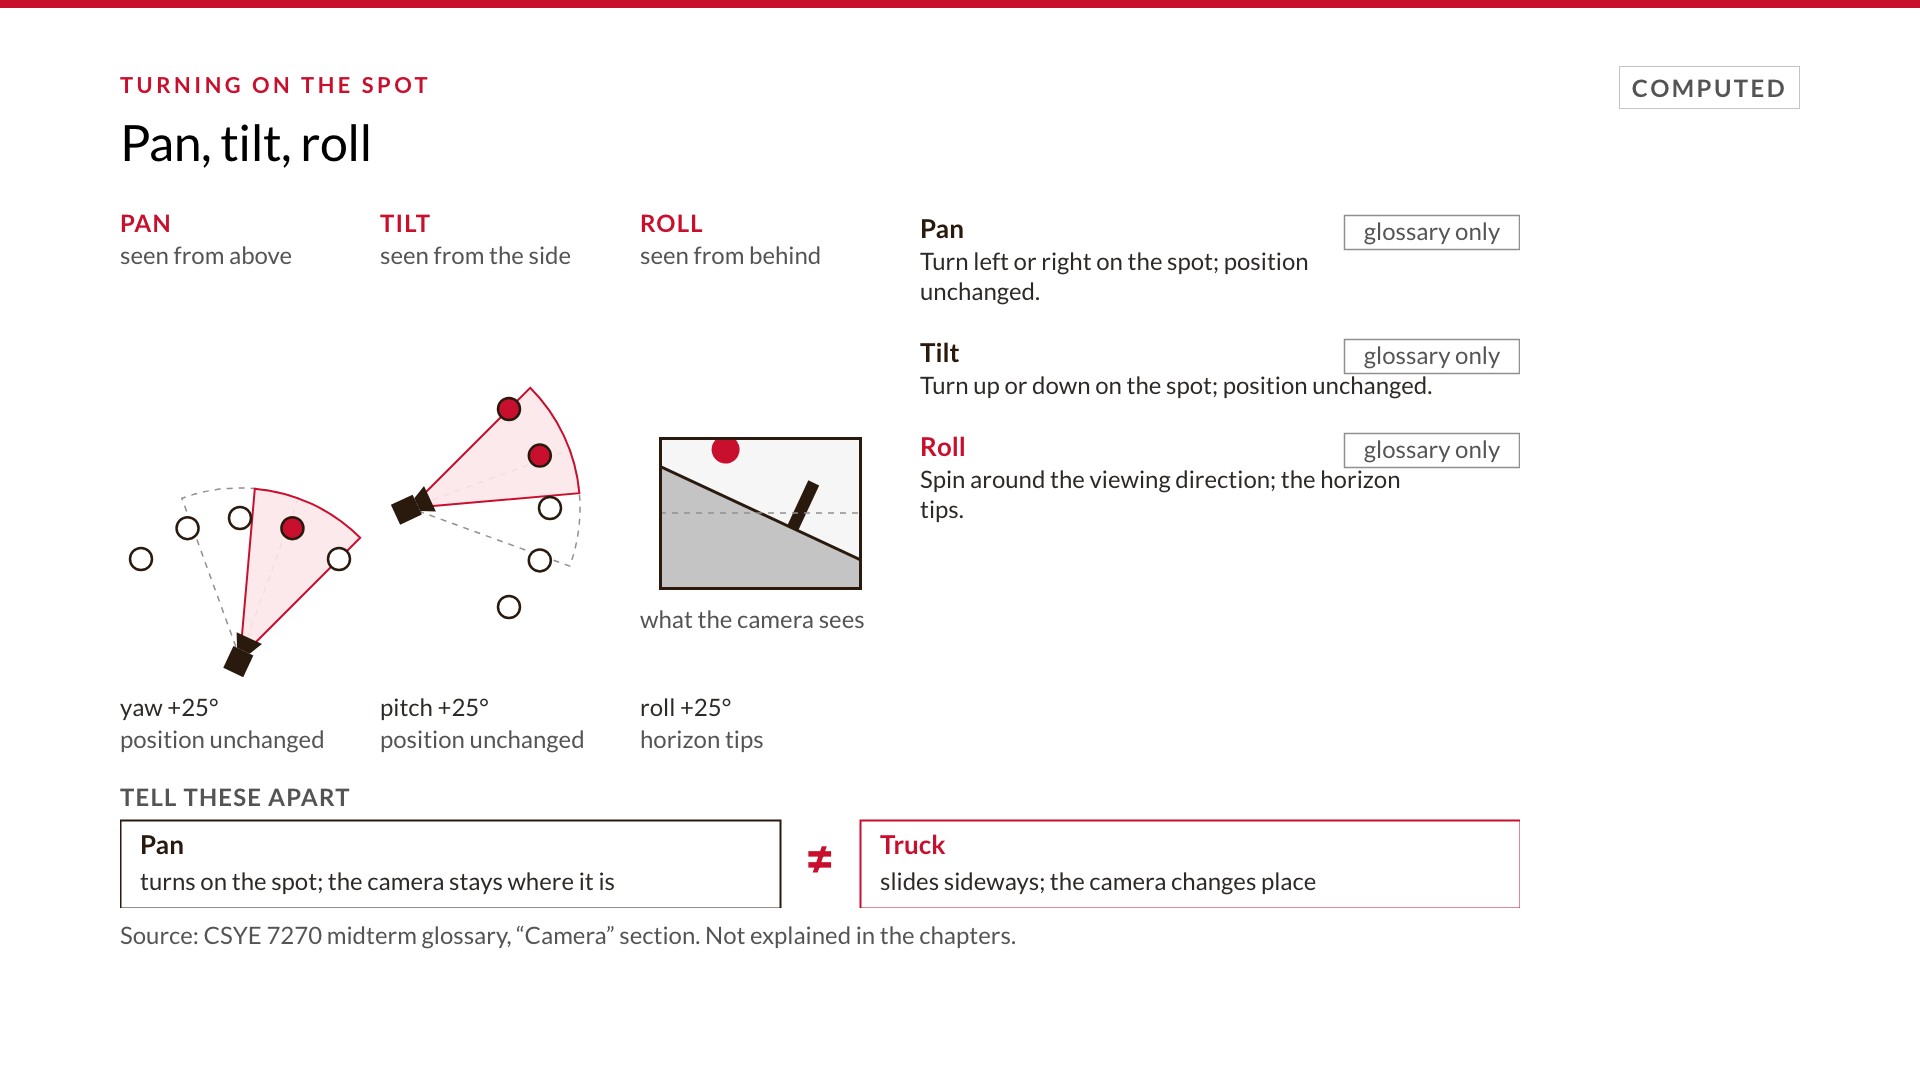 TURNING ON THE SPOT
COMPUTED
Pan, tilt, roll
PAN
seen from above
TILT
seen from the side
ROLL
seen from behind
what the camera sees
yaw +25°
position unchanged
pitch +25°
position unchanged
roll +25°
horizon tips
Pan
glossary only
Turn left or right on the spot; position
unchanged.
Tilt
glossary only
Turn up or down on the spot; position unchanged.
Roll
glossary only
Spin around the viewing direction; the horizon
tips.
TELL THESE APART
Pan
turns on the spot; the camera stays where it is
≠
Truck
slides sideways; the camera changes place
Source: CSYE 7270 midterm glossary, “Camera” section. Not explained in the chapters.